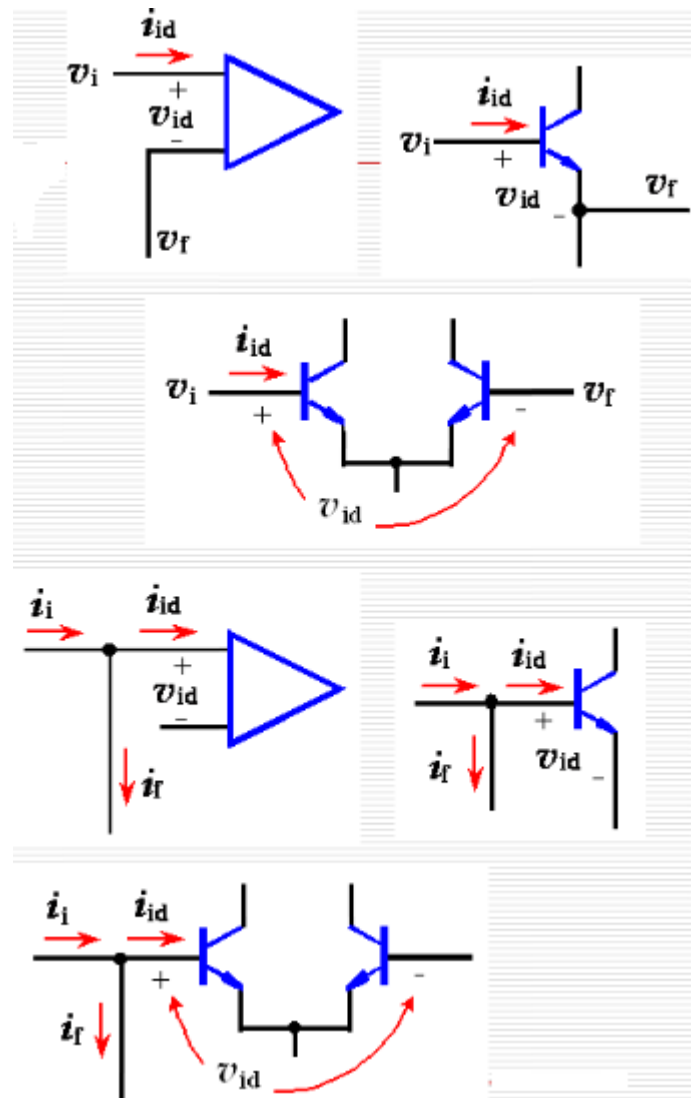 i_id
v_i + v_id - v_f
i_id
v_i + v_id - v_f
i_id
v_i + - v_f
v_id
i_i i_id
+ v_id -
i_f
i_i i_id
+ v_id -
i_f
i_i i_id
+ -
i_f v_id